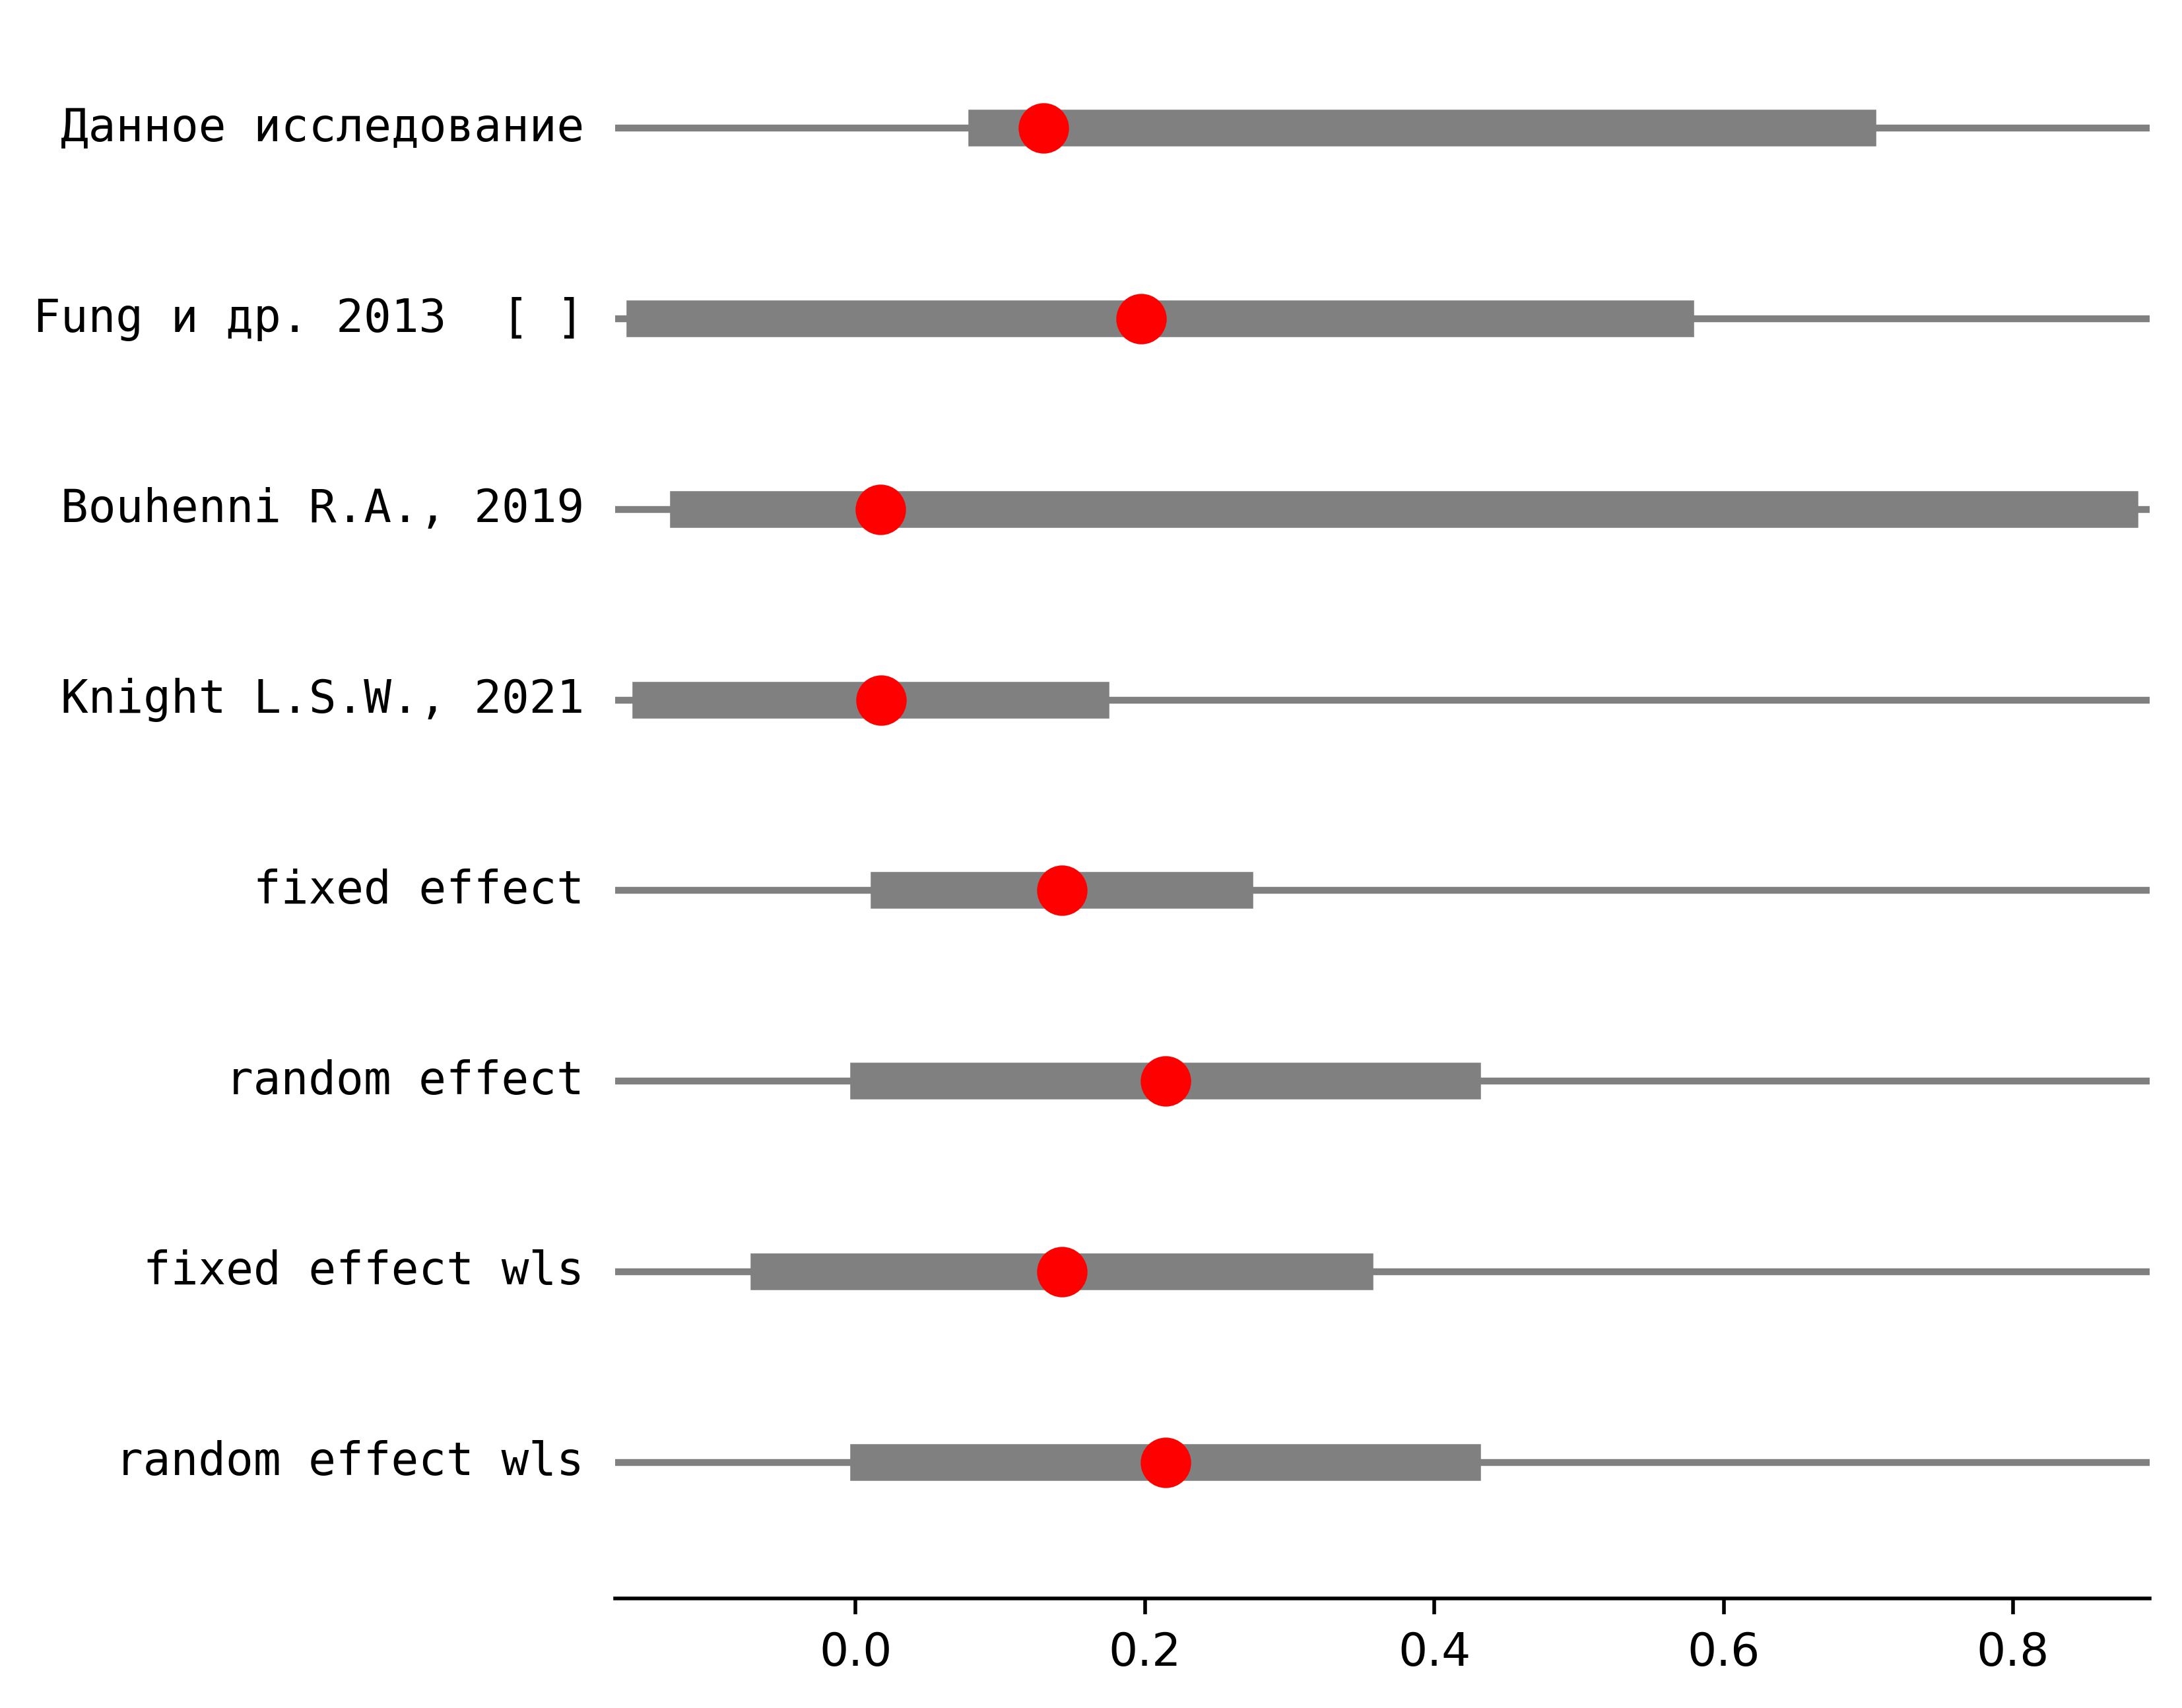 Данное исследование
Fung и др. 2013  [ ]
Bouhenni R.A., 2019
Knight L.S.W., 2021
fixed effect
random effect
fixed effect wls
random effect wls
0.0 0.2 0.4 0.6 0.8